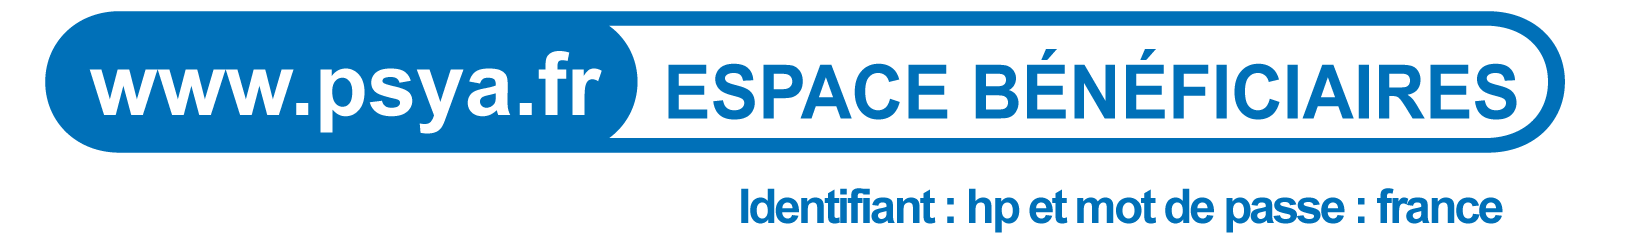 www.psya.fr ESPACE BÉNÉFICIAIRES
Identifiant : hp et mot de passe : france